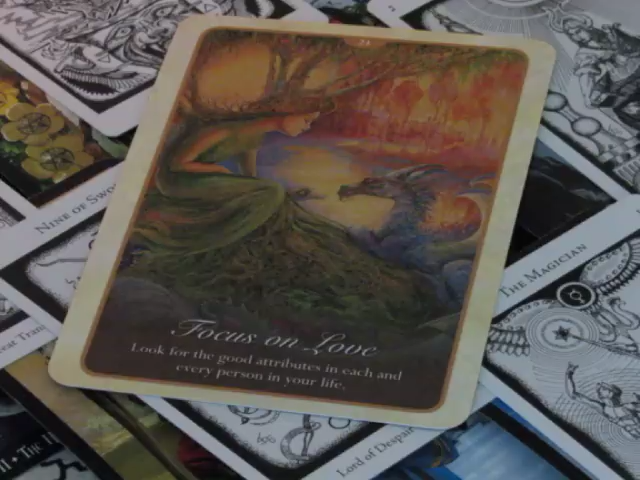 Nine of Swo
The Magician
Focus on Love
Look for the good attributes in each and
every person in your life.
Lord of Despair